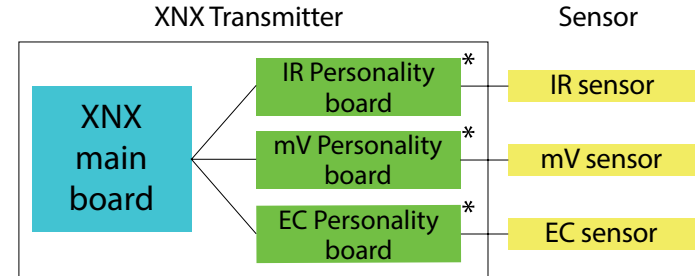 XNX Transmitter
Sensor
XNX
main
board
IR Personality
board
*
IR sensor
mV Personality
board
*
mV sensor
EC Personality
board
*
EC sensor